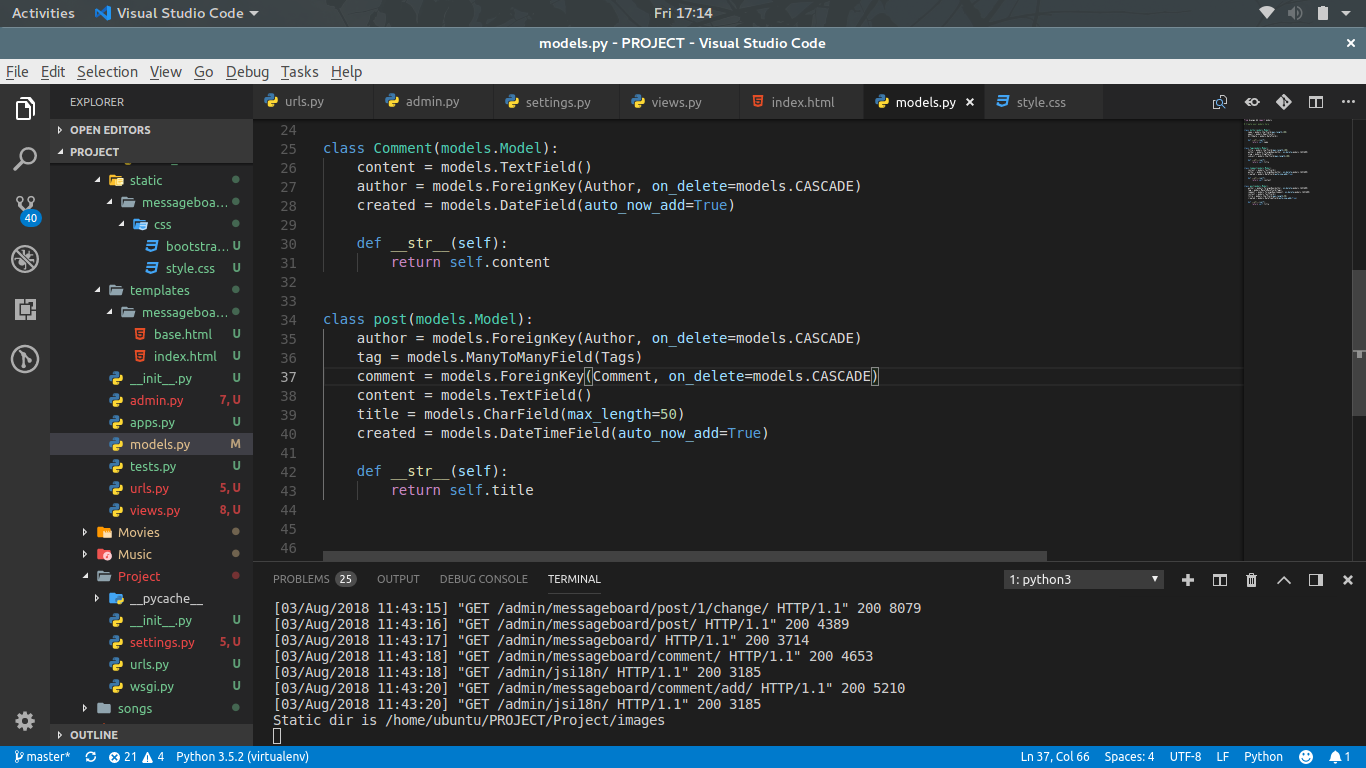 Activities Visual Studio Code Fri 17:14
models.py - PROJECT - Visual Studio Code
File Edit Selection View Go Debug Tasks Help
EXPLORER
OPEN EDITORS
PROJECT
static
messageboa...
css
bootstra... U
style.css U
templates
messageboa...
base.html U
index.html U
__init__.py U
admin.py 7, U
apps.py U
models.py M
tests.py U
urls.py 5, U
views.py 8, U
Movies
Music
Project
__pycache__
__init__.py U
settings.py 5, U
urls.py U
wsgi.py U
songs
OUTLINE
40
urls.py admin.py settings.py views.py index.html models.py style.css
24
25 class Comment(models.Model):
26 content = models.TextField()
27 author = models.ForeignKey(Author, on_delete=models.CASCADE)
28 created = models.DateField(auto_now_add=True)
29
30 def __str__(self):
31 return self.content
32
33
34 class post(models.Model):
35 author = models.ForeignKey(Author, on_delete=models.CASCADE)
36 tag = models.ManyToManyField(Tags)
37 comment = models.ForeignKey(Comment, on_delete=models.CASCADE)
38 content = models.TextField()
39 title = models.CharField(max_length=50)
40 created = models.DateTimeField(auto_now_add=True)
41
42 def __str__(self):
43 return self.title
44
45
46
PROBLEMS 25 OUTPUT DEBUG CONSOLE TERMINAL 1: python3
[03/Aug/2018 11:43:15] "GET /admin/messageboard/post/1/change/ HTTP/1.1" 200 8079
[03/Aug/2018 11:43:16] "GET /admin/messageboard/post/ HTTP/1.1" 200 4389
[03/Aug/2018 11:43:17] "GET /admin/messageboard/ HTTP/1.1" 200 3714
[03/Aug/2018 11:43:18] "GET /admin/messageboard/comment/ HTTP/1.1" 200 4653
[03/Aug/2018 11:43:18] "GET /admin/jsi18n/ HTTP/1.1" 200 3185
[03/Aug/2018 11:43:20] "GET /admin/messageboard/comment/add/ HTTP/1.1" 200 5210
[03/Aug/2018 11:43:20] "GET /admin/jsi18n/ HTTP/1.1" 200 3185
Static dir is /home/ubuntu/PROJECT/Project/images
master* 21 4 Python 3.5.2 (virtualenv) Ln 37, Col 66 Spaces: 4 UTF-8 LF Python 1